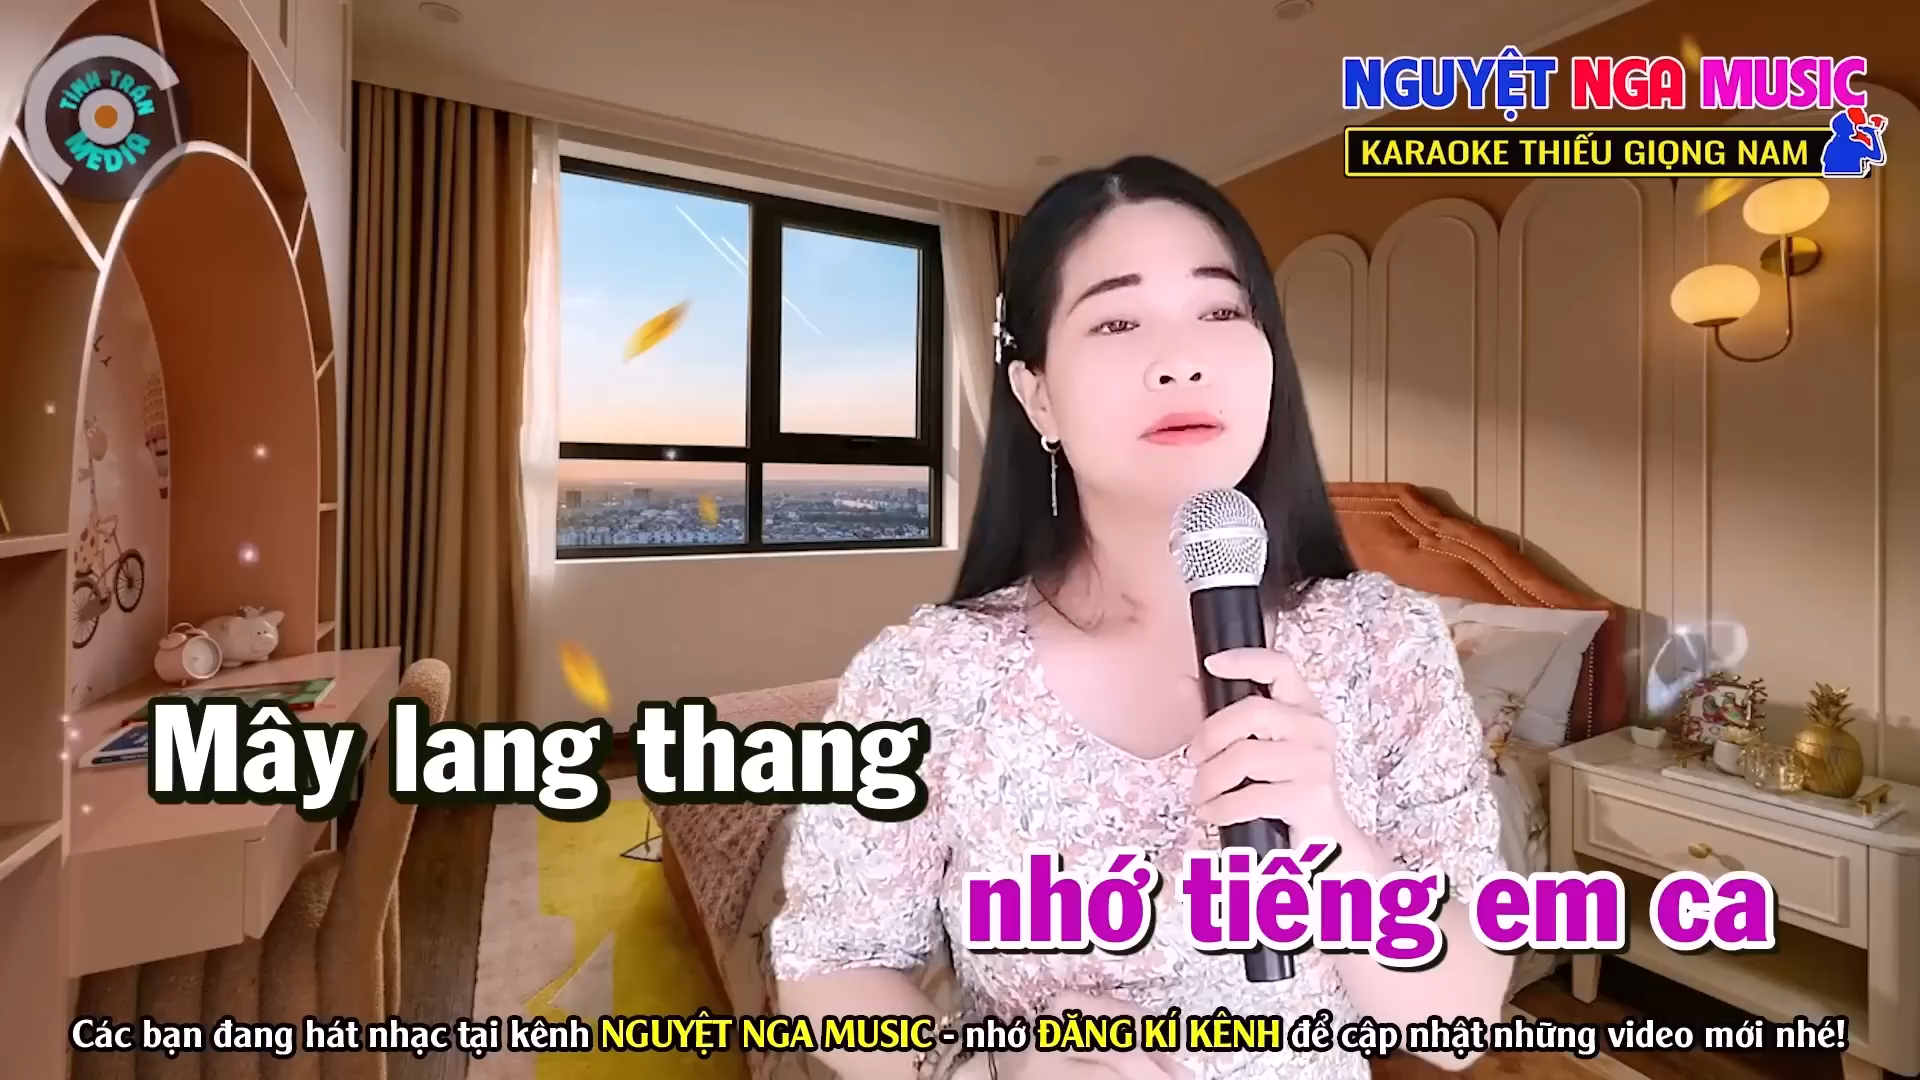 TÌNH TRẦN
MEDIA
NGUYỆT NGA MUSIC
KARAOKE THIẾU GIỌNG NAM
Mây lang thang
nhớ tiếng em ca
Các bạn đang hát nhạc tại kênh NGUYỆT NGA MUSIC - nhớ ĐĂNG KÍ KÊNH để cập nhật những video mới nhé!